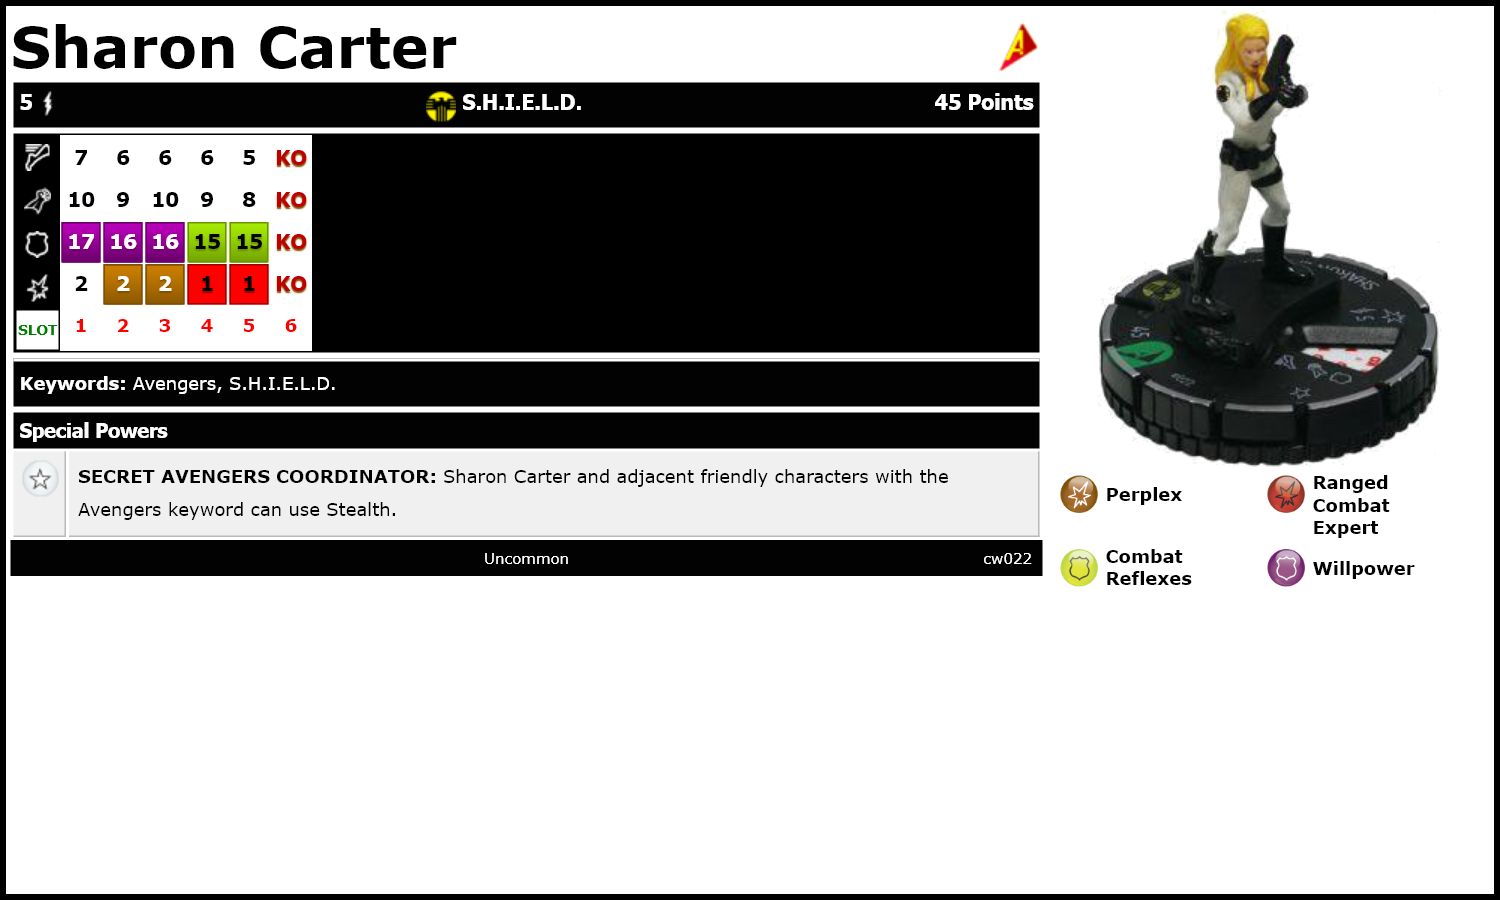 Sharon Carter
A
5 S.H.I.E.L.D. 45 Points
7 6 6 6 5 KO
10 9 10 9 8 KO
17 16 16 15 15 KO
2 2 2 1 1 KO
SLOT 1 2 3 4 5 6
Keywords: Avengers, S.H.I.E.L.D.
Special Powers
SECRET AVENGERS COORDINATOR: Sharon Carter and adjacent friendly characters with the
Avengers keyword can use Stealth.
Uncommon cw022
45
5
Perplex
Ranged
Combat
Expert
Combat
Reflexes
Willpower